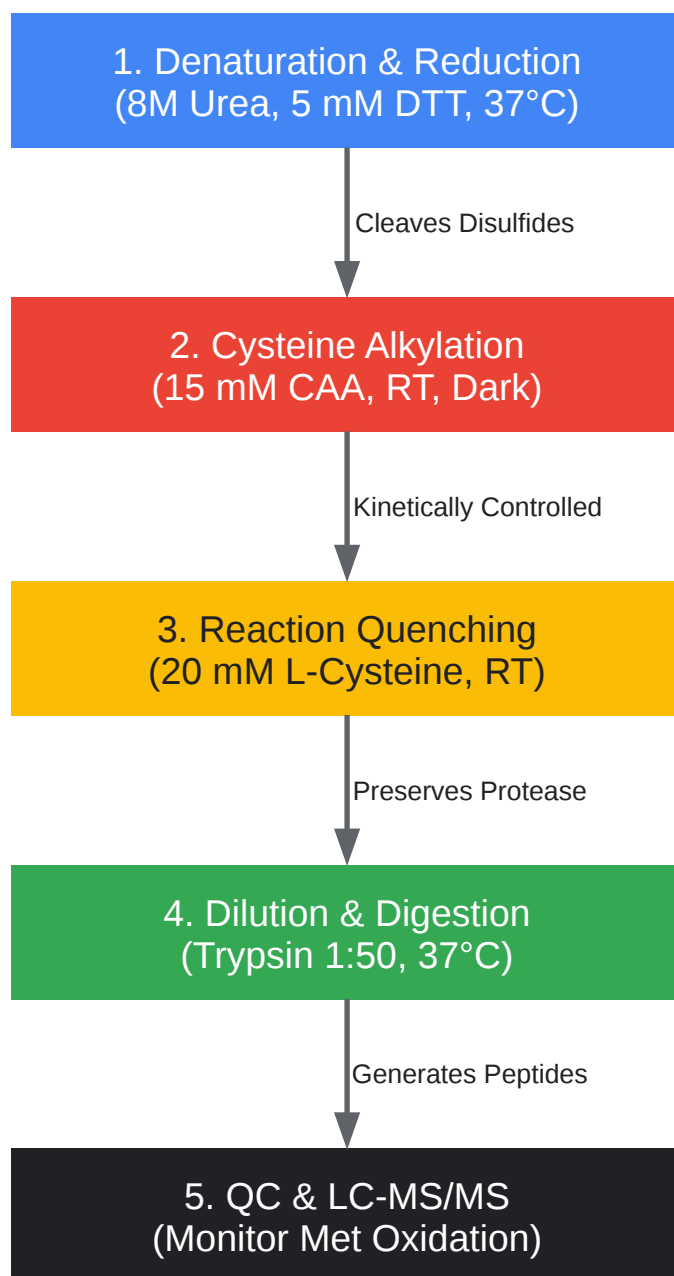 1. Denaturation & Reduction
(8M Urea, 5 mM DTT, 37°C)
Cleaves Disulfides
2. Cysteine Alkylation
(15 mM CAA, RT, Dark)
Kinetically Controlled
3. Reaction Quenching
(20 mM L-Cysteine, RT)
Preserves Protease
4. Dilution & Digestion
(Trypsin 1:50, 37°C)
Generates Peptides
5. QC & LC-MS/MS
(Monitor Met Oxidation)